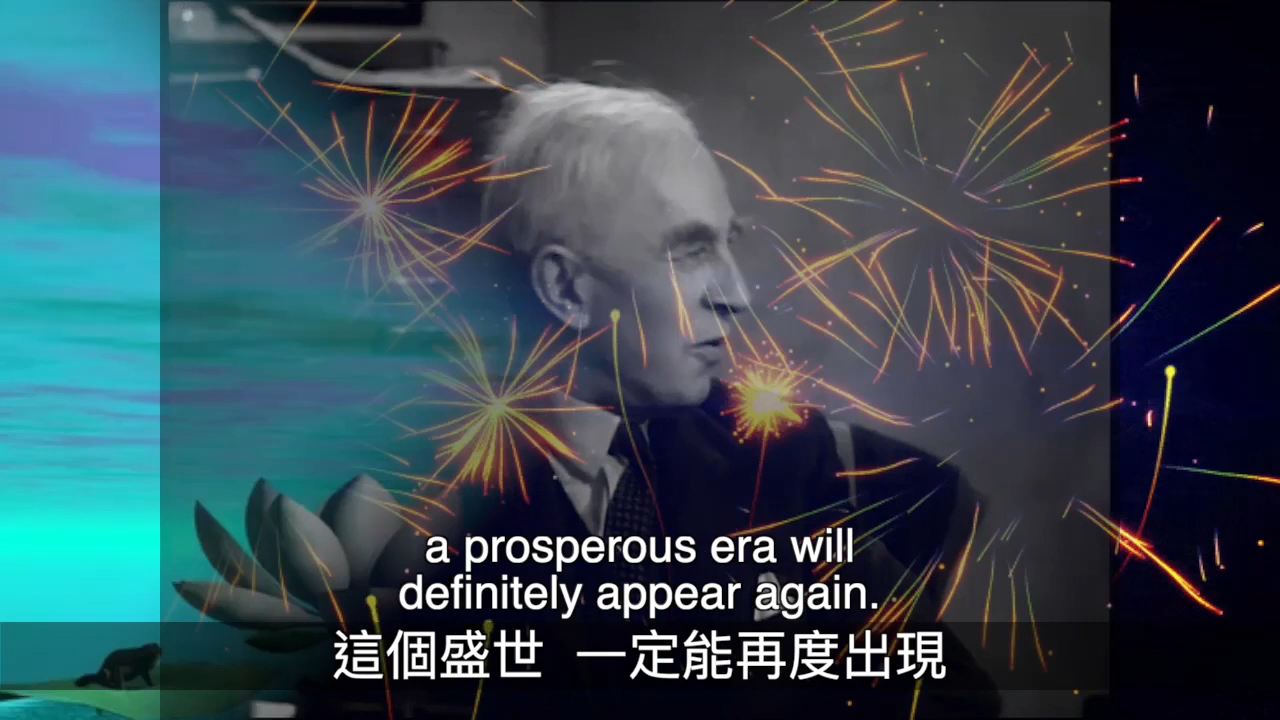 a prosperous era will
definitely appear again.
這個盛世 一定能再度出現